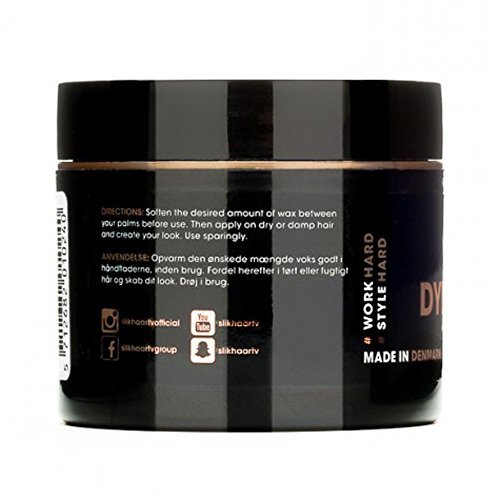 DIRECTIONS: Soften the desired amount of wax between
your palms before use. Then apply on dry or damp hair
and create your look. Use sparingly.
ANVENDELSE: Opvarm den ønskede mængde voks godt i
håndfladerne, inden brug. Fordel herefter i tørt eller fugtigt
hår og skab dit look. Drøj i brug.
slikhaartvofficial
You Tube
slikhaartv
slikhaartvgroup
slikhaartv
# WORK HARD
# STYLE HARD
MADE IN DENMARK
DY